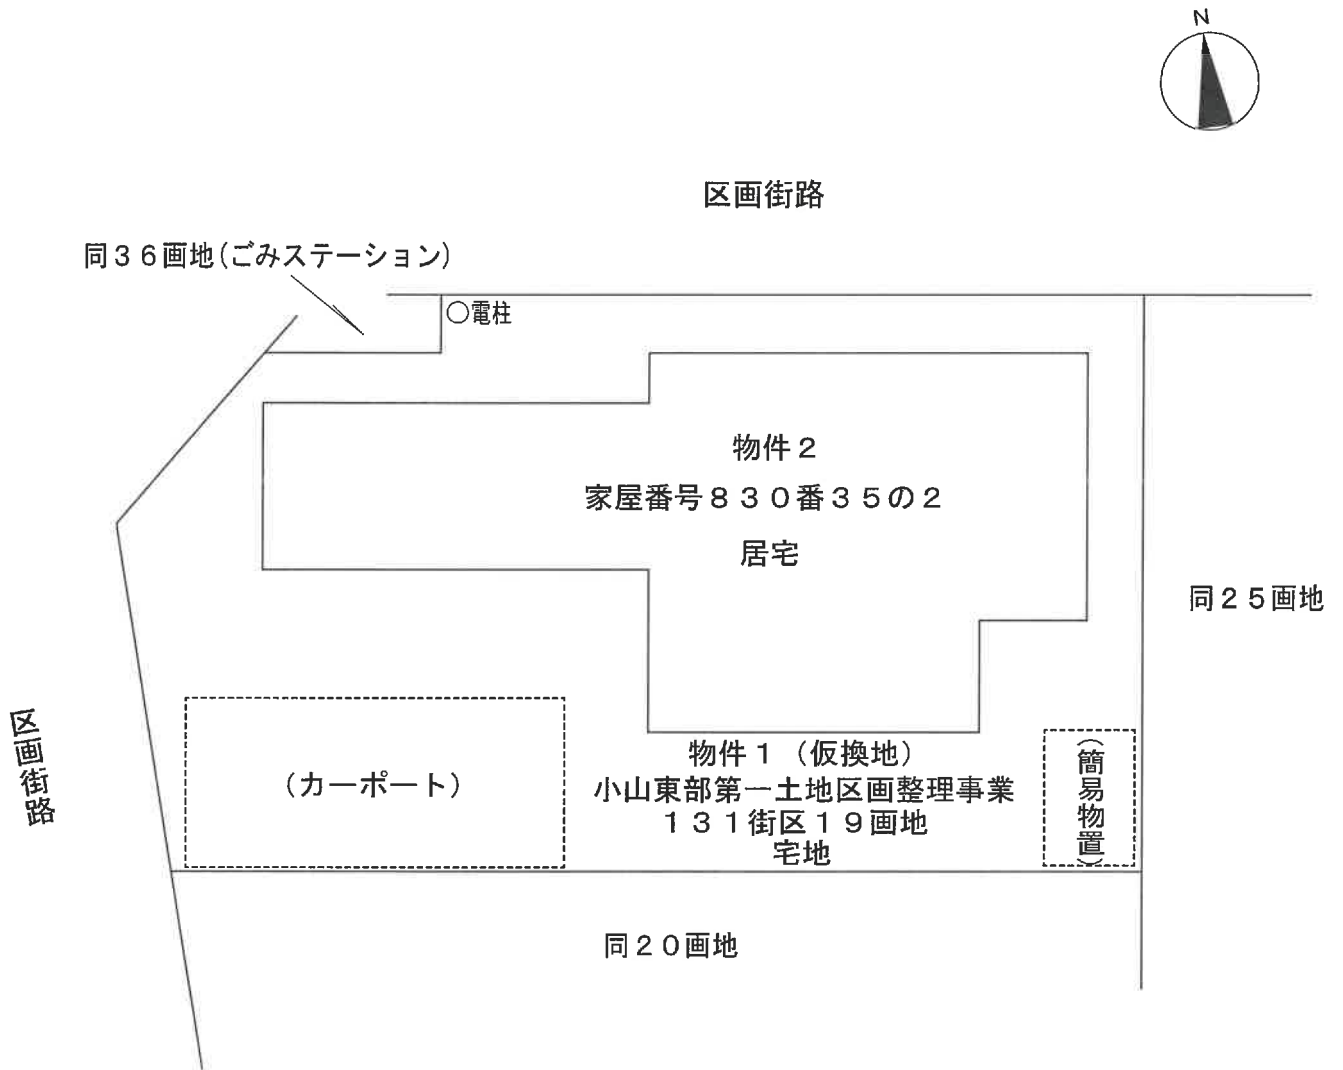 N
区画街路
同３６画地(ごみステーション)
○電柱
物件２
家屋番号８３０番３５の２
居宅
同２５画地
区画街路
(カーポート)
物件１（仮換地）
小山東部第一土地区画整理事業
１３１街区１９画地
宅地
(簡易物置)
同２０画地